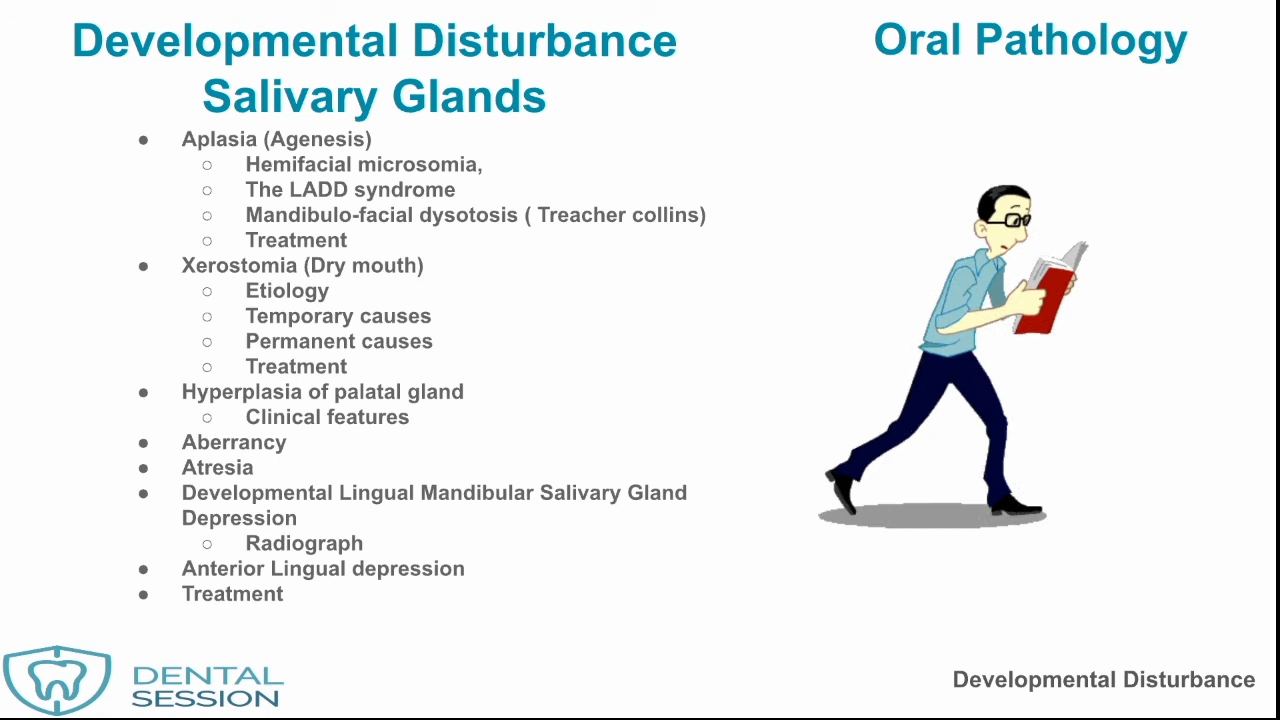 Developmental Disturbance
Salivary Glands
Oral Pathology
● Aplasia (Agenesis)
○ Hemifacial microsomia,
○ The LADD syndrome
○ Mandibulo-facial dysotosis ( Treacher collins)
○ Treatment
● Xerostomia (Dry mouth)
○ Etiology
○ Temporary causes
○ Permanent causes
○ Treatment
● Hyperplasia of palatal gland
○ Clinical features
● Aberrancy
● Atresia
● Developmental Lingual Mandibular Salivary Gland
Depression
○ Radiograph
● Anterior Lingual depression
● Treatment
DENTAL
SESSION
Developmental Disturbance